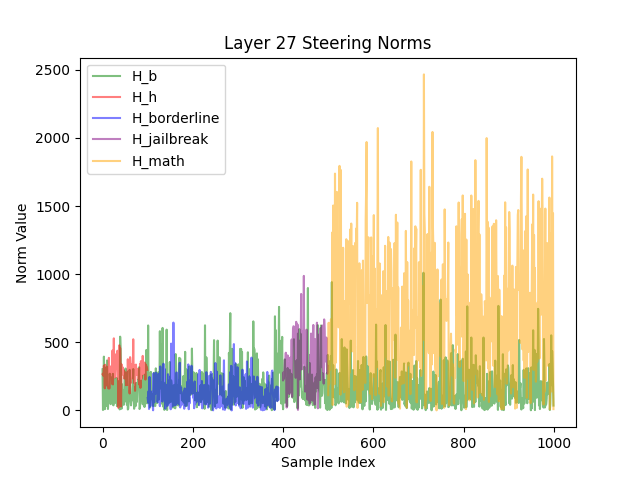 Layer 27 Steering Norms
2500
2000
1500
1000
500
0
Norm Value
H_b
H_h
H_borderline
H_jailbreak
H_math
0 200 400 600 800 1000
Sample Index